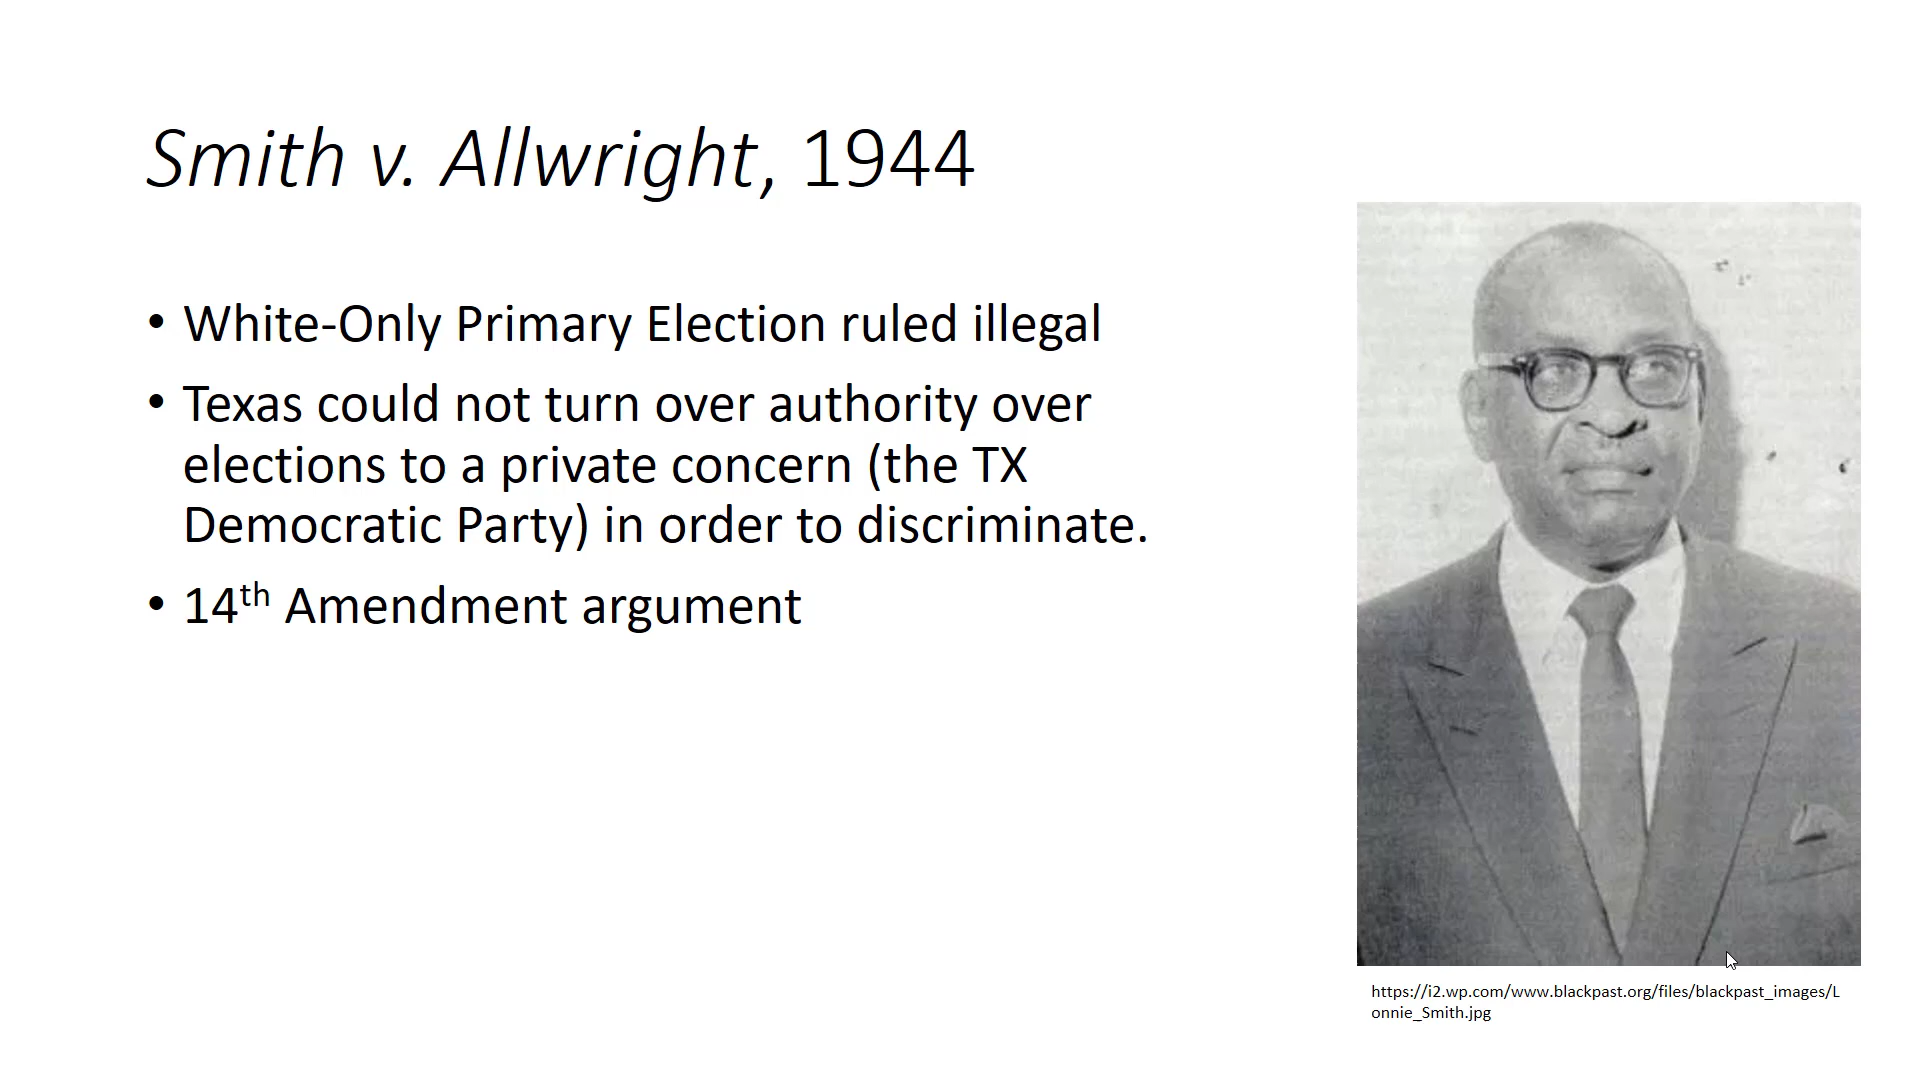 Smith v. Allwright, 1944
• White-Only Primary Election ruled illegal
• Texas could not turn over authority over
elections to a private concern (the TX
Democratic Party) in order to discriminate.
• 14th Amendment argument
https://i2.wp.com/www.blackpast.org/files/blackpast_images/L
onnie_Smith.jpg